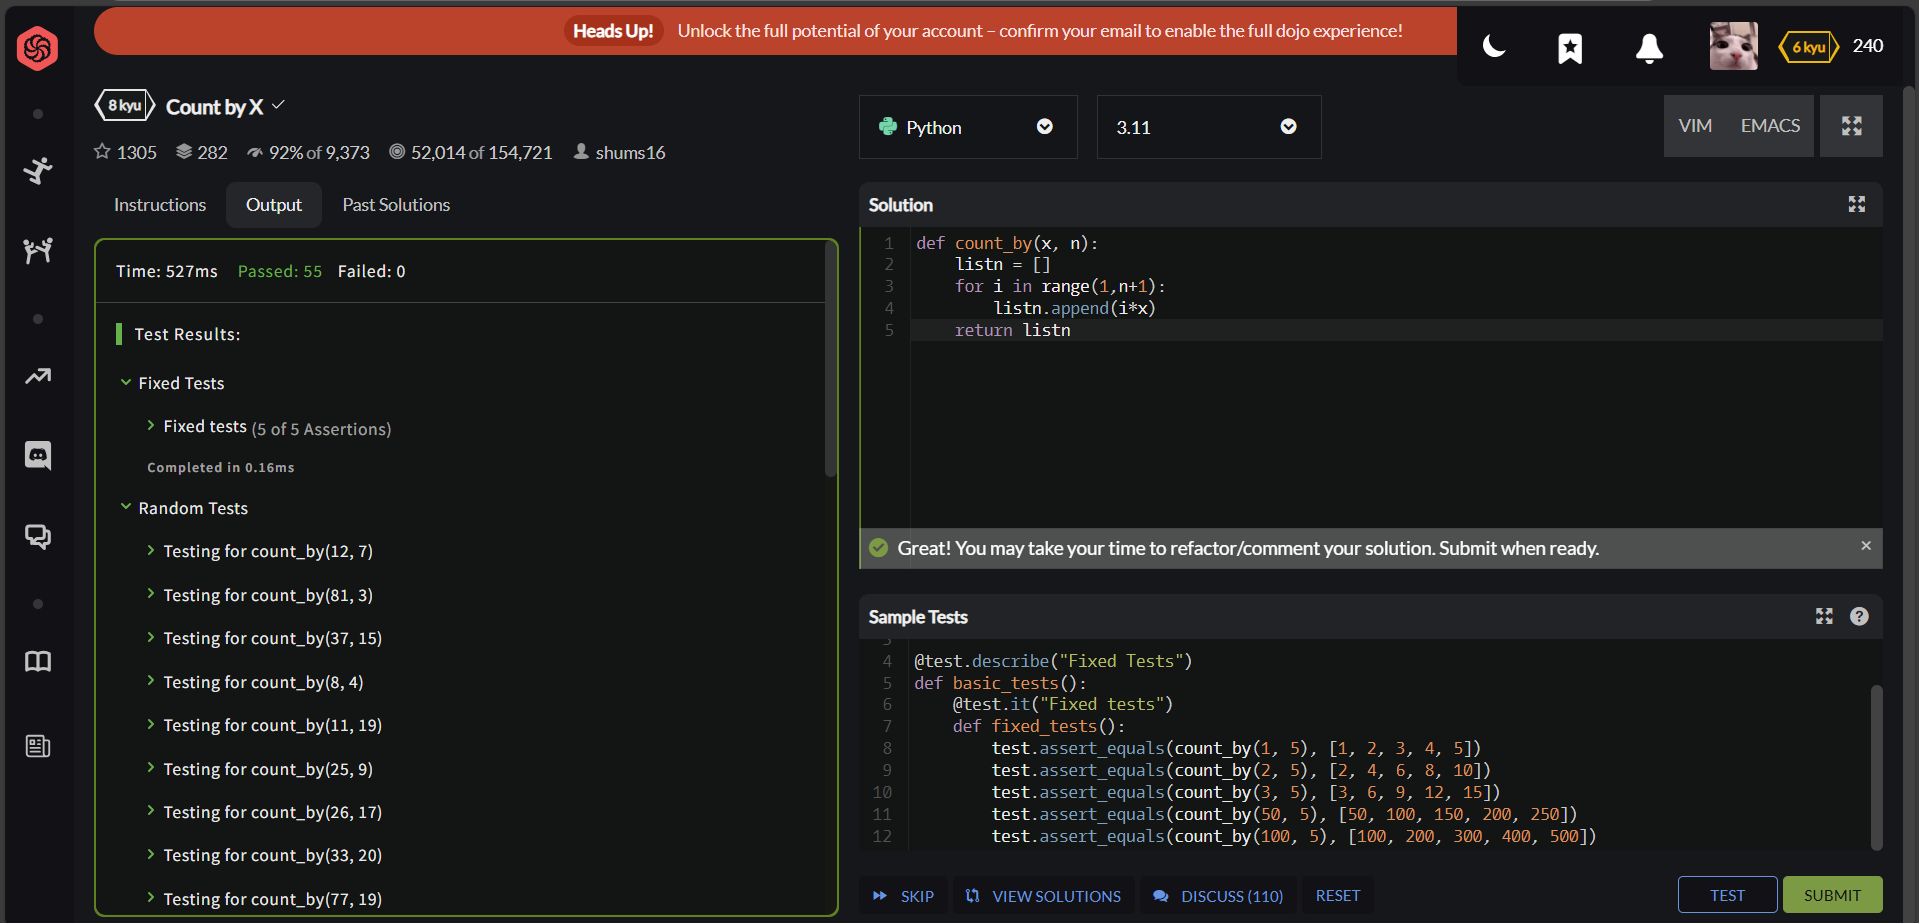 Heads Up! Unlock the full potential of your account – confirm your email to enable the full dojo experience!
6 kyu 240
8 kyu Count by X
1305 282 92% of 9,373 52,014 of 154,721 shums16
Python 3.11 VIM EMACS
Instructions Output Past Solutions
Time: 527ms Passed: 55 Failed: 0
Test Results:
Fixed Tests
Fixed tests (5 of 5 Assertions)
Completed in 0.16ms
Random Tests
Testing for count_by(12, 7)
Testing for count_by(81, 3)
Testing for count_by(37, 15)
Testing for count_by(8, 4)
Testing for count_by(11, 19)
Testing for count_by(25, 9)
Testing for count_by(26, 17)
Testing for count_by(33, 20)
Testing for count_by(77, 19)
Solution
1 def count_by(x, n):
2     listn = []
3     for i in range(1,n+1):
4         listn.append(i*x)
5     return listn
Great! You may take your time to refactor/comment your solution. Submit when ready.
Sample Tests
3
4 @test.describe("Fixed Tests")
5 def basic_tests():
6     @test.it("Fixed tests")
7     def fixed_tests():
8         test.assert_equals(count_by(1, 5), [1, 2, 3, 4, 5])
9         test.assert_equals(count_by(2, 5), [2, 4, 6, 8, 10])
10         test.assert_equals(count_by(3, 5), [3, 6, 9, 12, 15])
11         test.assert_equals(count_by(50, 5), [50, 100, 150, 200, 250])
12         test.assert_equals(count_by(100, 5), [100, 200, 300, 400, 500])
SKIP VIEW SOLUTIONS DISCUSS (110) RESET TEST SUBMIT